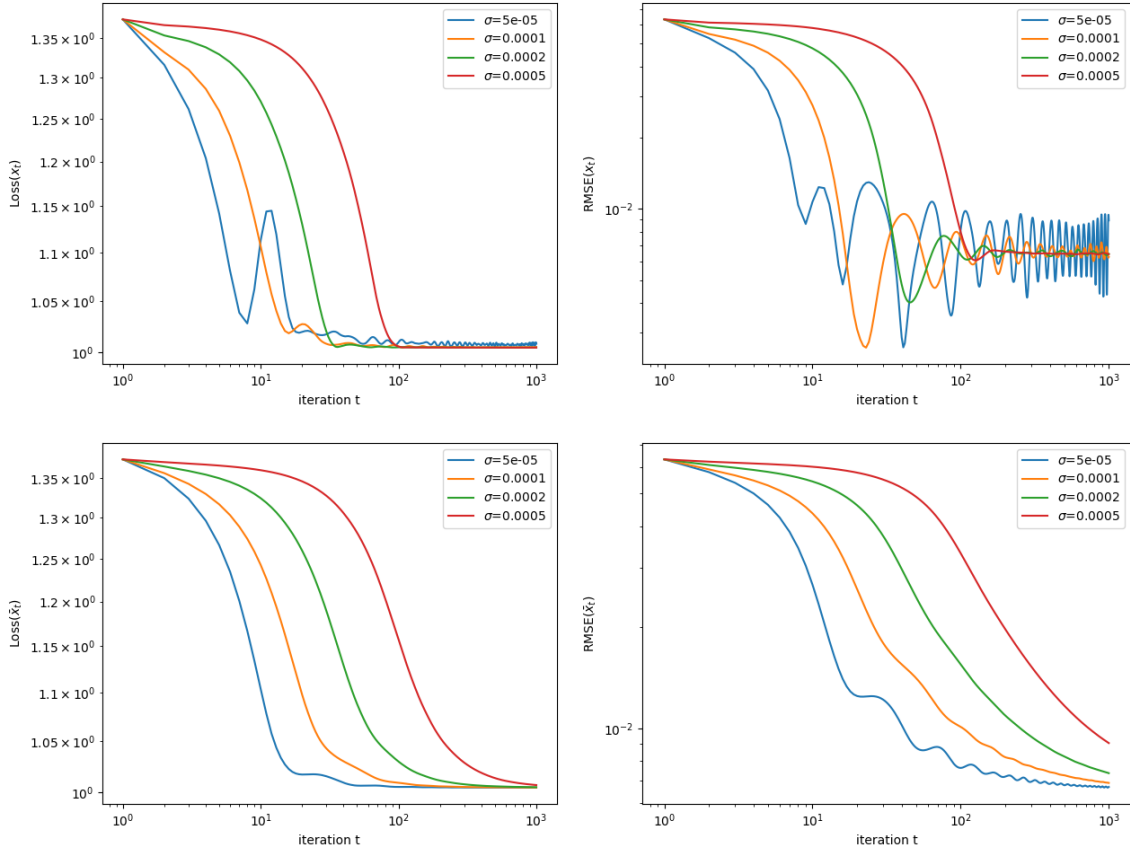 Loss(x_t)
1.35 × 10⁰
1.3 × 10⁰
1.25 × 10⁰
1.2 × 10⁰
1.15 × 10⁰
1.1 × 10⁰
1.05 × 10⁰
10⁰
10⁰
10¹
10²
10³
iteration t
σ=5e-05
σ=0.0001
σ=0.0002
σ=0.0005
RMSE(x_t)
10⁻²
10⁰
10¹
10²
10³
iteration t
σ=5e-05
σ=0.0001
σ=0.0002
σ=0.0005
Loss(x̄_t)
1.35 × 10⁰
1.3 × 10⁰
1.25 × 10⁰
1.2 × 10⁰
1.15 × 10⁰
1.1 × 10⁰
1.05 × 10⁰
10⁰
10⁰
10¹
10²
10³
iteration t
σ=5e-05
σ=0.0001
σ=0.0002
σ=0.0005
RMSE(x̄_t)
10⁻²
10⁰
10¹
10²
10³
iteration t
σ=5e-05
σ=0.0001
σ=0.0002
σ=0.0005